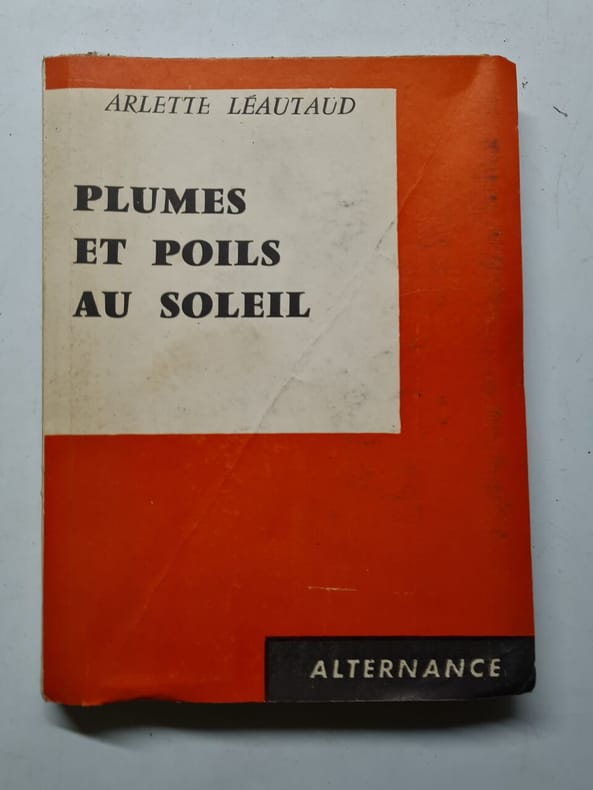 ARLETTE LÉAUTAUD
PLUMES
ET POILS
AU SOLEIL
ALTERNANCE